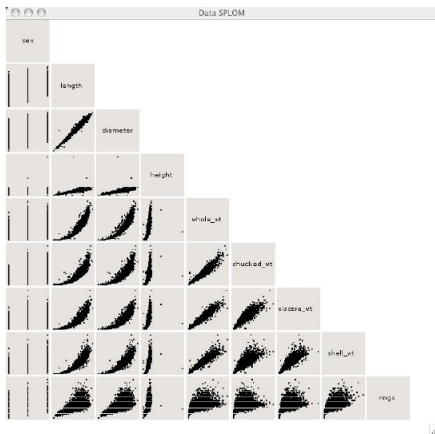 Data SPLOM
sex
length
diameter
height
whole_wt
shucked_wt
viscera_wt
shell_wt
rings